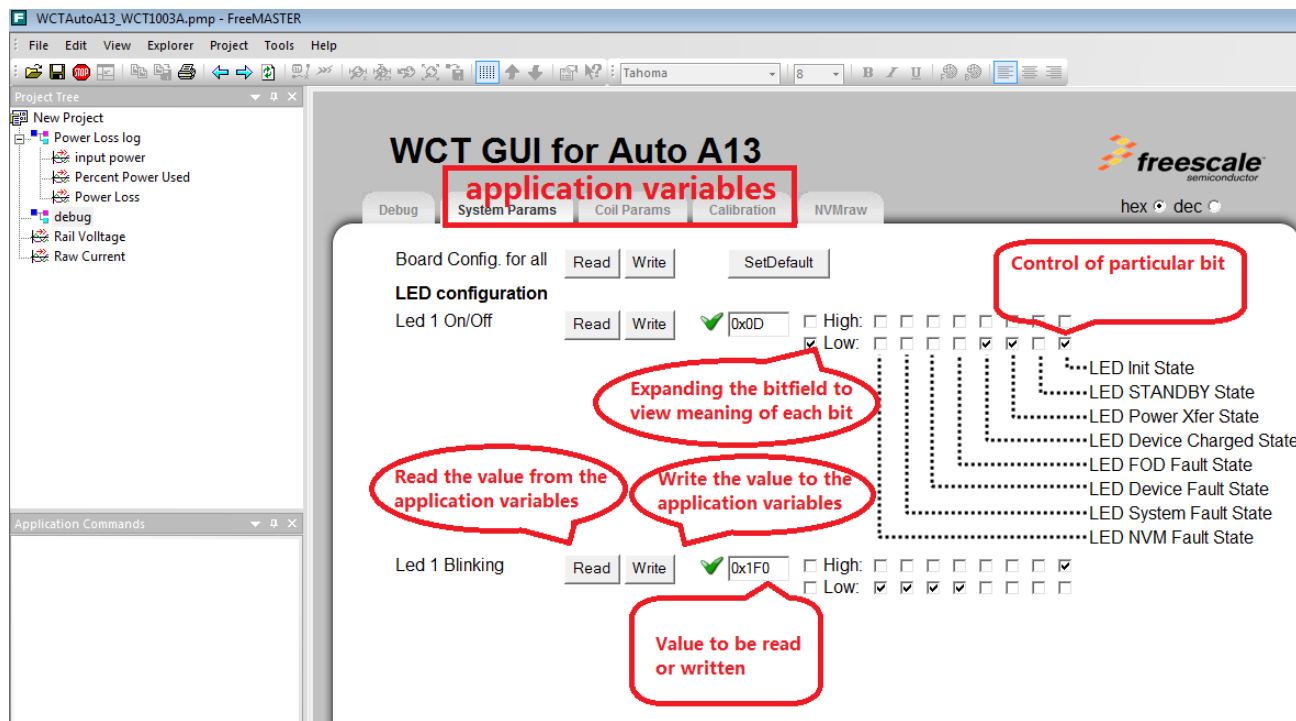 WCTAutoA13_WCT1003A.pmp - FreeMASTER
File Edit View Explorer Project Tools Help
STOP
Tahoma 8 B I U
Project Tree
New Project
Power Loss log
input power
Percent Power Used
Power Loss
debug
Rail Volltage
Raw Current
Application Commands
WCT GUI for Auto A13
freescale
semiconductor
application variables
Debug System Params Coil Params Calibration NVMraw
hex dec
Board Config. for all Read Write SetDefault
Control of particular bit
LED configuration
Led 1 On/Off Read Write 0x0D High:
Low:
LED Init State
LED STANDBY State
LED Power Xfer State
LED Device Charged State
LED FOD Fault State
LED Device Fault State
LED System Fault State
LED NVM Fault State
Expanding the bitfield to
view meaning of each bit
Read the value from the
application variables
Write the value to the
application variables
Led 1 Blinking Read Write 0x1F0 High:
Low:
Value to be read
or written